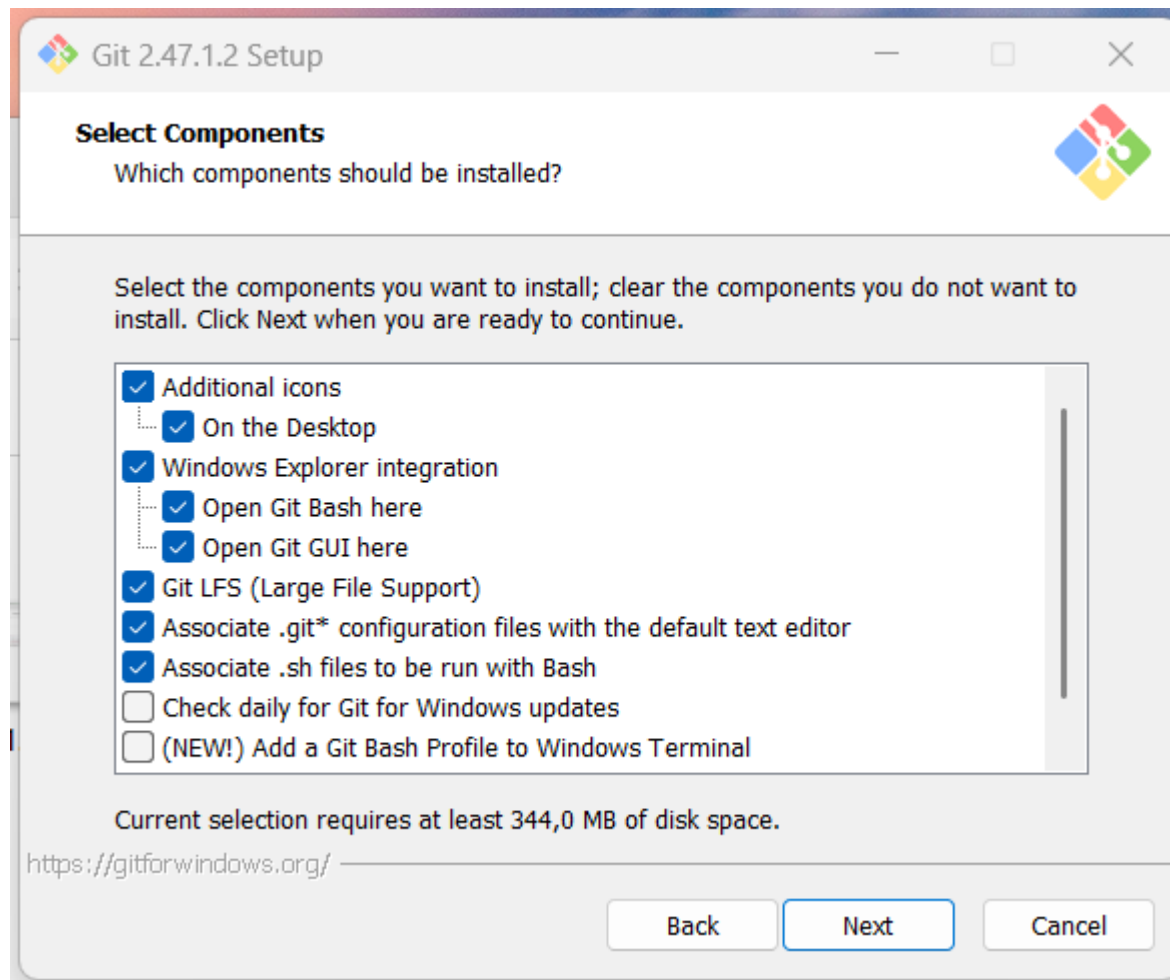 Git 2.47.1.2 Setup
Select Components
Which components should be installed?
Select the components you want to install; clear the components you do not want to
install. Click Next when you are ready to continue.
Additional icons
On the Desktop
Windows Explorer integration
Open Git Bash here
Open Git GUI here
Git LFS (Large File Support)
Associate .git* configuration files with the default text editor
Associate .sh files to be run with Bash
Check daily for Git for Windows updates
(NEW!) Add a Git Bash Profile to Windows Terminal
Current selection requires at least 344,0 MB of disk space.
https://gitforwindows.org/
Back Next Cancel